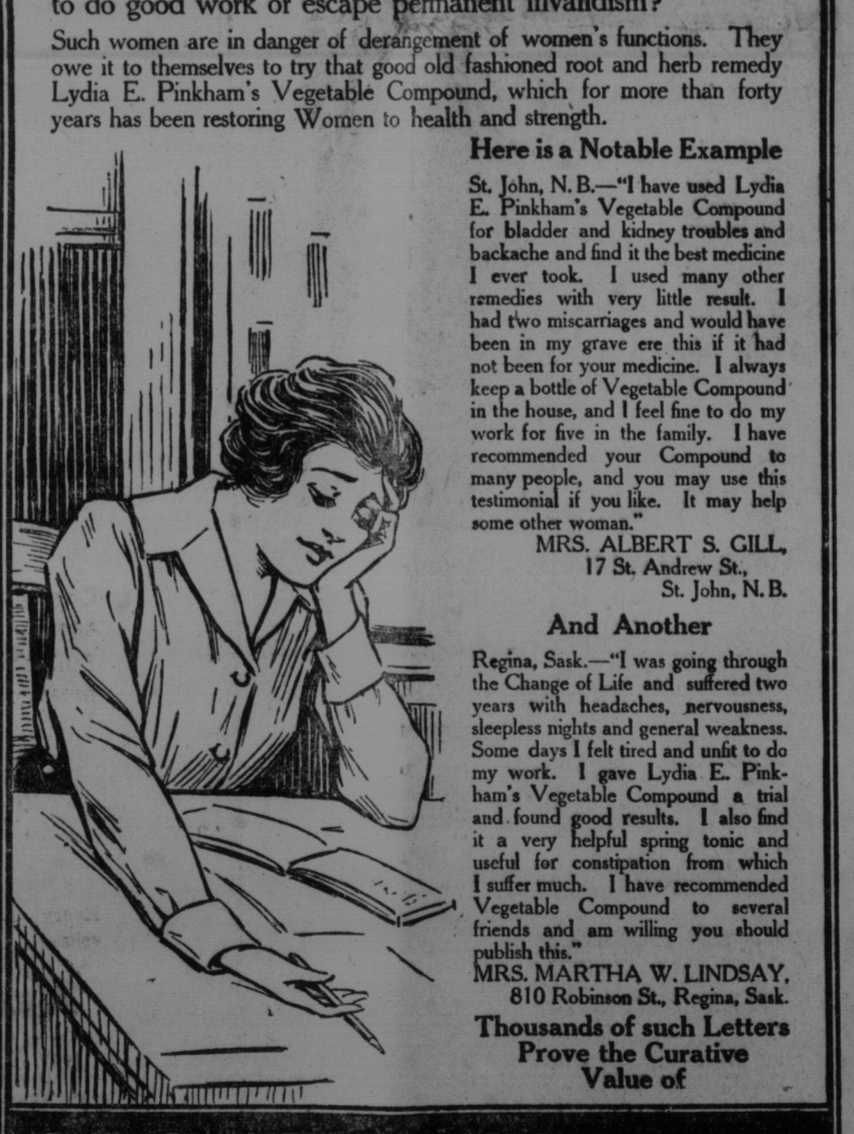 to do good work or escape permanent invalidism?
Such women are in danger of derangement of women's functions. They
owe it to themselves to try that good old fashioned root and herb remedy
Lydia E. Pinkham's Vegetable Compound, which for more than forty
years has been restoring Women to health and strength.
Here is a Notable Example
St. John, N. B.—"I have used Lydia
E. Pinkham's Vegetable Compound
for bladder and kidney troubles and
backache and find it the best medicine
I ever took. I used many other
remedies with very little result. I
had two miscarriages and would have
been in my grave ere this if it had
not been for your medicine. I always
keep a bottle of Vegetable Compound
in the house, and I feel fine to do my
work for five in the family. I have
recommended your Compound to
many people, and you may use this
testimonial if you like. It may help
some other woman."
MRS. ALBERT S. GILL,
17 St. Andrew St.,
St. John, N. B.
And Another
Regina, Sask.—"I was going through
the Change of Life and suffered two
years with headaches, nervousness,
sleepless nights and general weakness.
Some days I felt tired and unfit to do
my work. I gave Lydia E. Pink-
ham's Vegetable Compound a trial
and found good results. I also find
it a very helpful spring tonic and
useful for constipation from which
I suffer much. I have recommended
Vegetable Compound to several
friends and am willing you should
publish this."
MRS. MARTHA W. LINDSAY,
810 Robinson St., Regina, Sask.
Thousands of such Letters
Prove the Curative
Value of